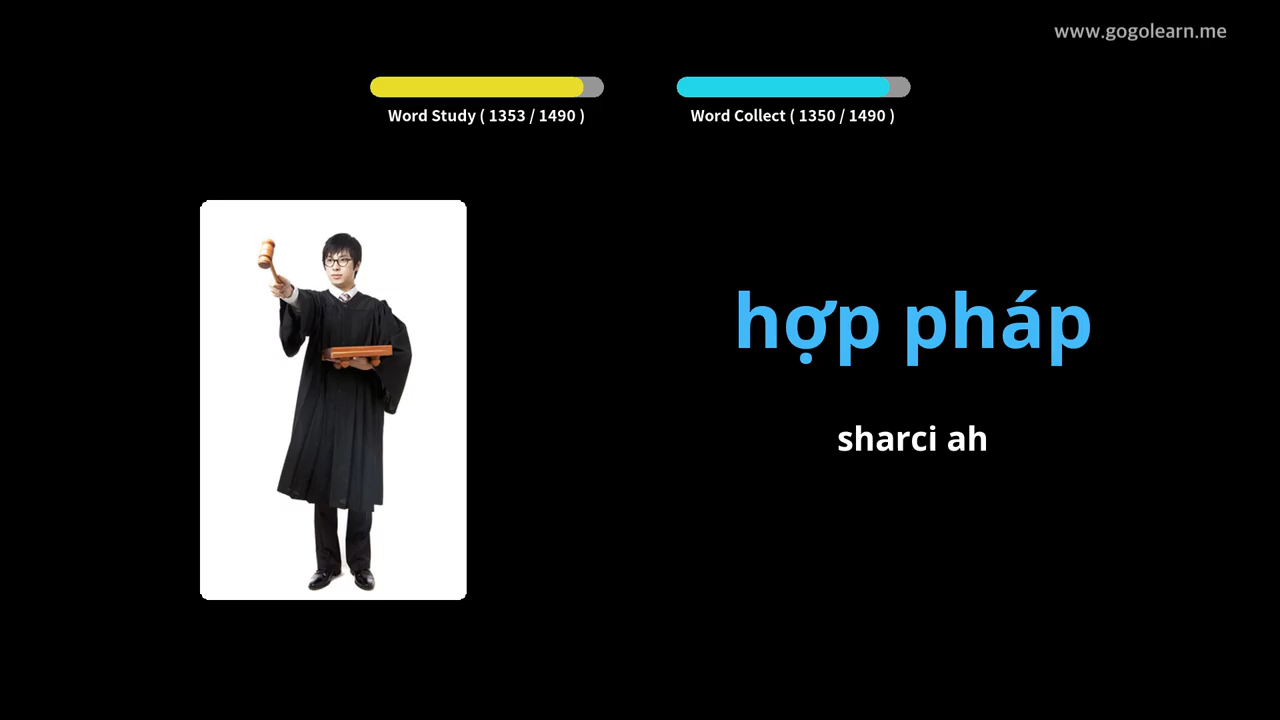 www.gogolearn.me
Word Study ( 1353 / 1490 )
Word Collect ( 1350 / 1490 )
hợp pháp
sharci ah